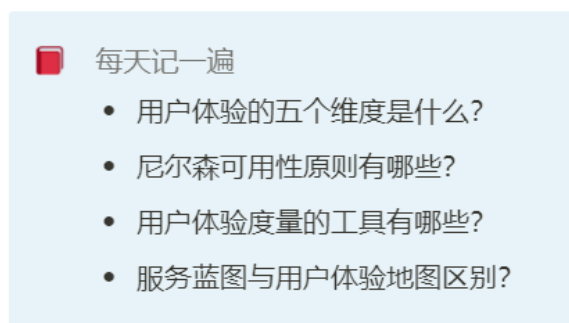 每天记一遍
用户体验的五个维度是什么?
尼尔森可用性原则有哪些?
用户体验度量的工具有哪些?
服务蓝图与用户体验地图区别?